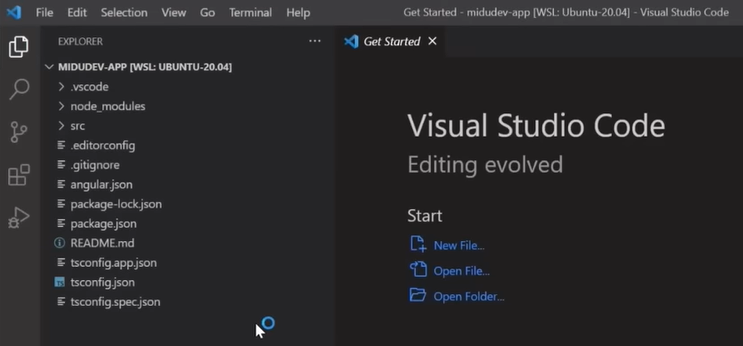 File Edit Selection View Go Terminal Help Get Started - midudev-app [WSL: Ubuntu-20.04] - Visual Studio Code
EXPLORER ...
Get Started
MIDUDEV-APP [WSL: UBUNTU-20.04]
.vscode
node_modules
src
.editorconfig
.gitignore
angular.json
package-lock.json
package.json
README.md
tsconfig.app.json
tsconfig.json
tsconfig.spec.json
Visual Studio Code
Editing evolved
Start
New File...
Open File...
Open Folder...